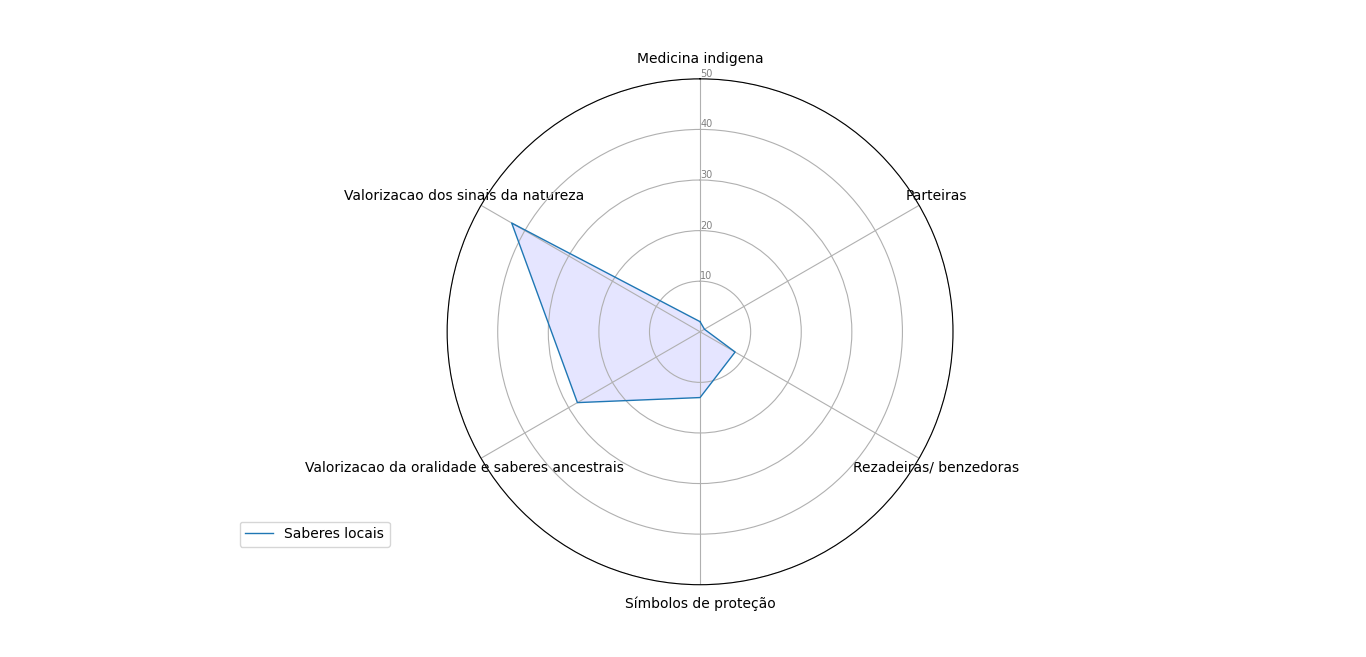 Medicina indigena
50
40
30
20
10
Valorizacao dos sinais da natureza
Parteiras
Valorizacao da oralidade e saberes ancestrais
Rezadeiras/ benzedoras
Saberes locais
Símbolos de proteção